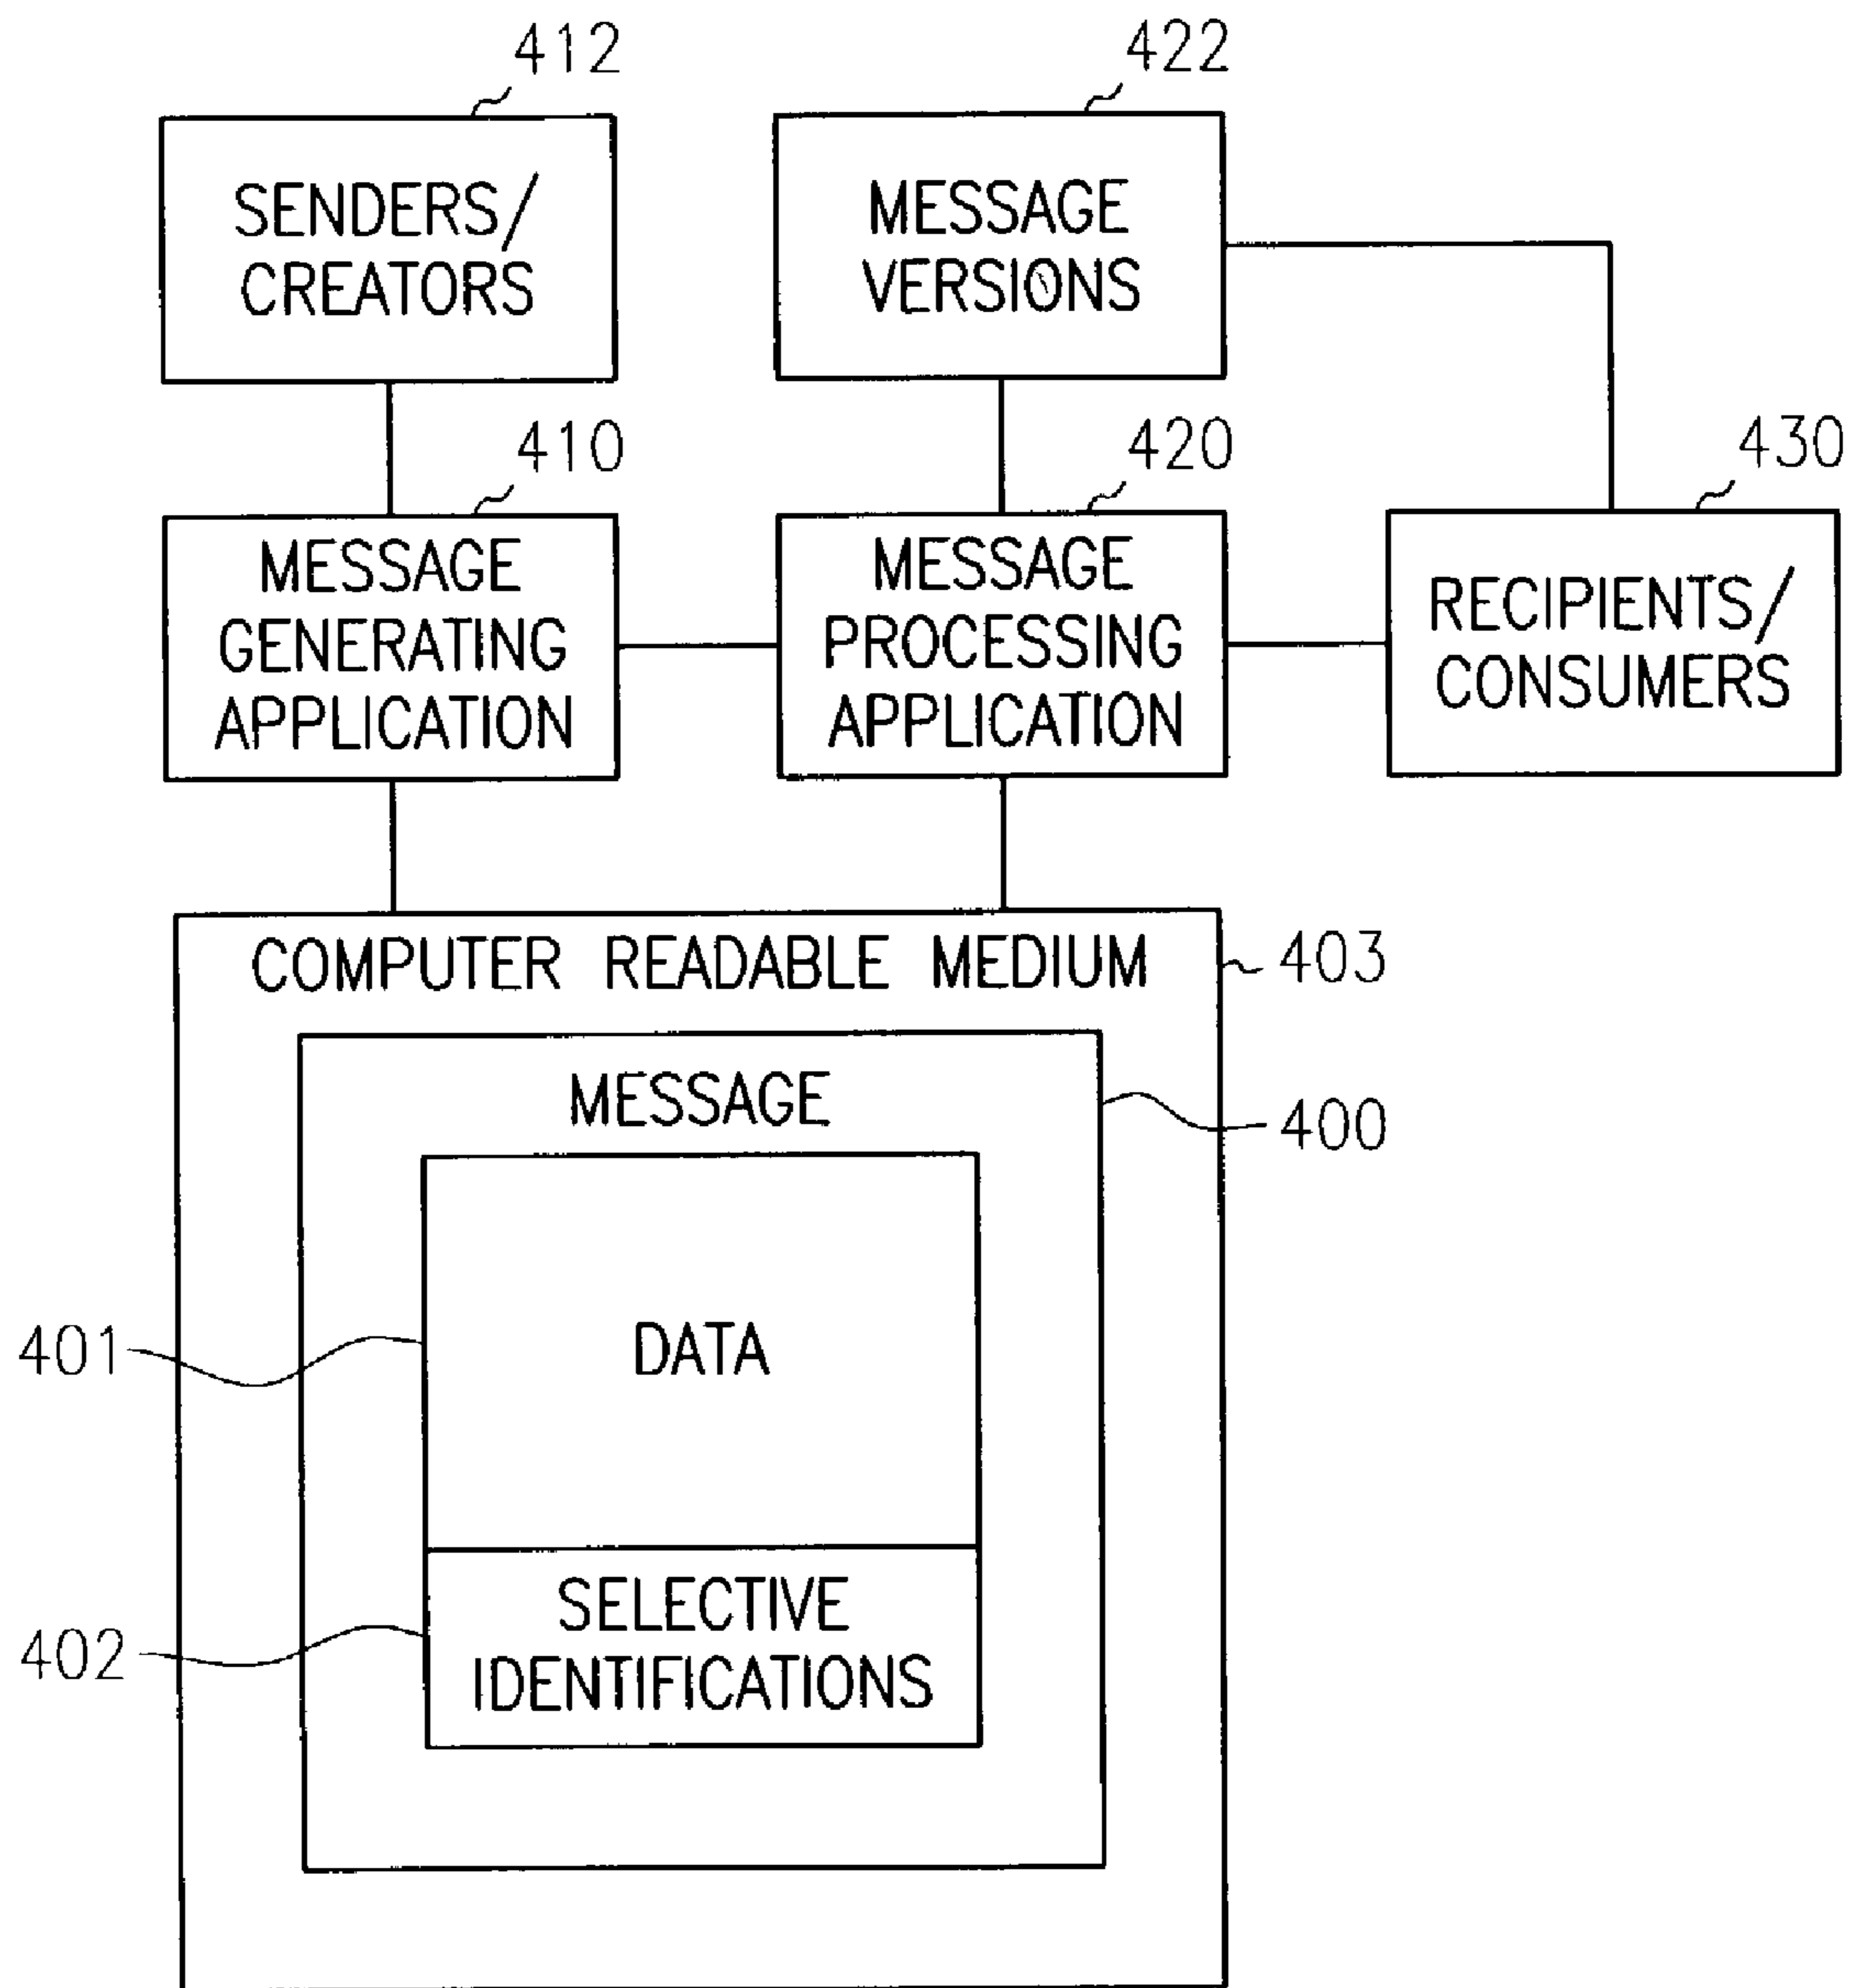 412
422
SENDERS/
CREATORS
MESSAGE
VERSIONS
410
420
430
MESSAGE
GENERATING
APPLICATION
MESSAGE
PROCESSING
APPLICATION
RECIPIENTS/
CONSUMERS
COMPUTER READABLE MEDIUM
403
MESSAGE
400
401
DATA
402
SELECTIVE
IDENTIFICATIONS